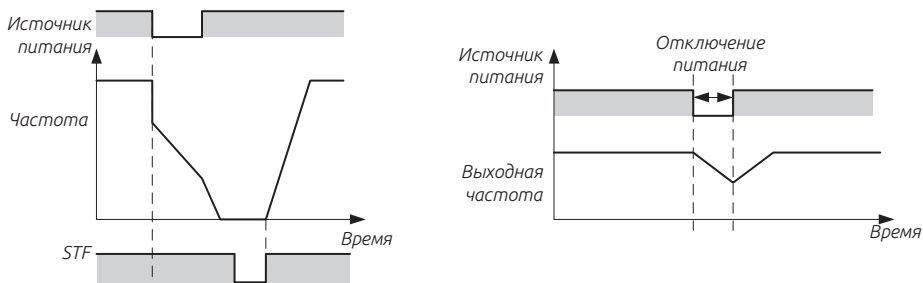 Источник
питания
Частота
Время
STF
Источник
питания
Отключение
питания
Выходная
частота
Время